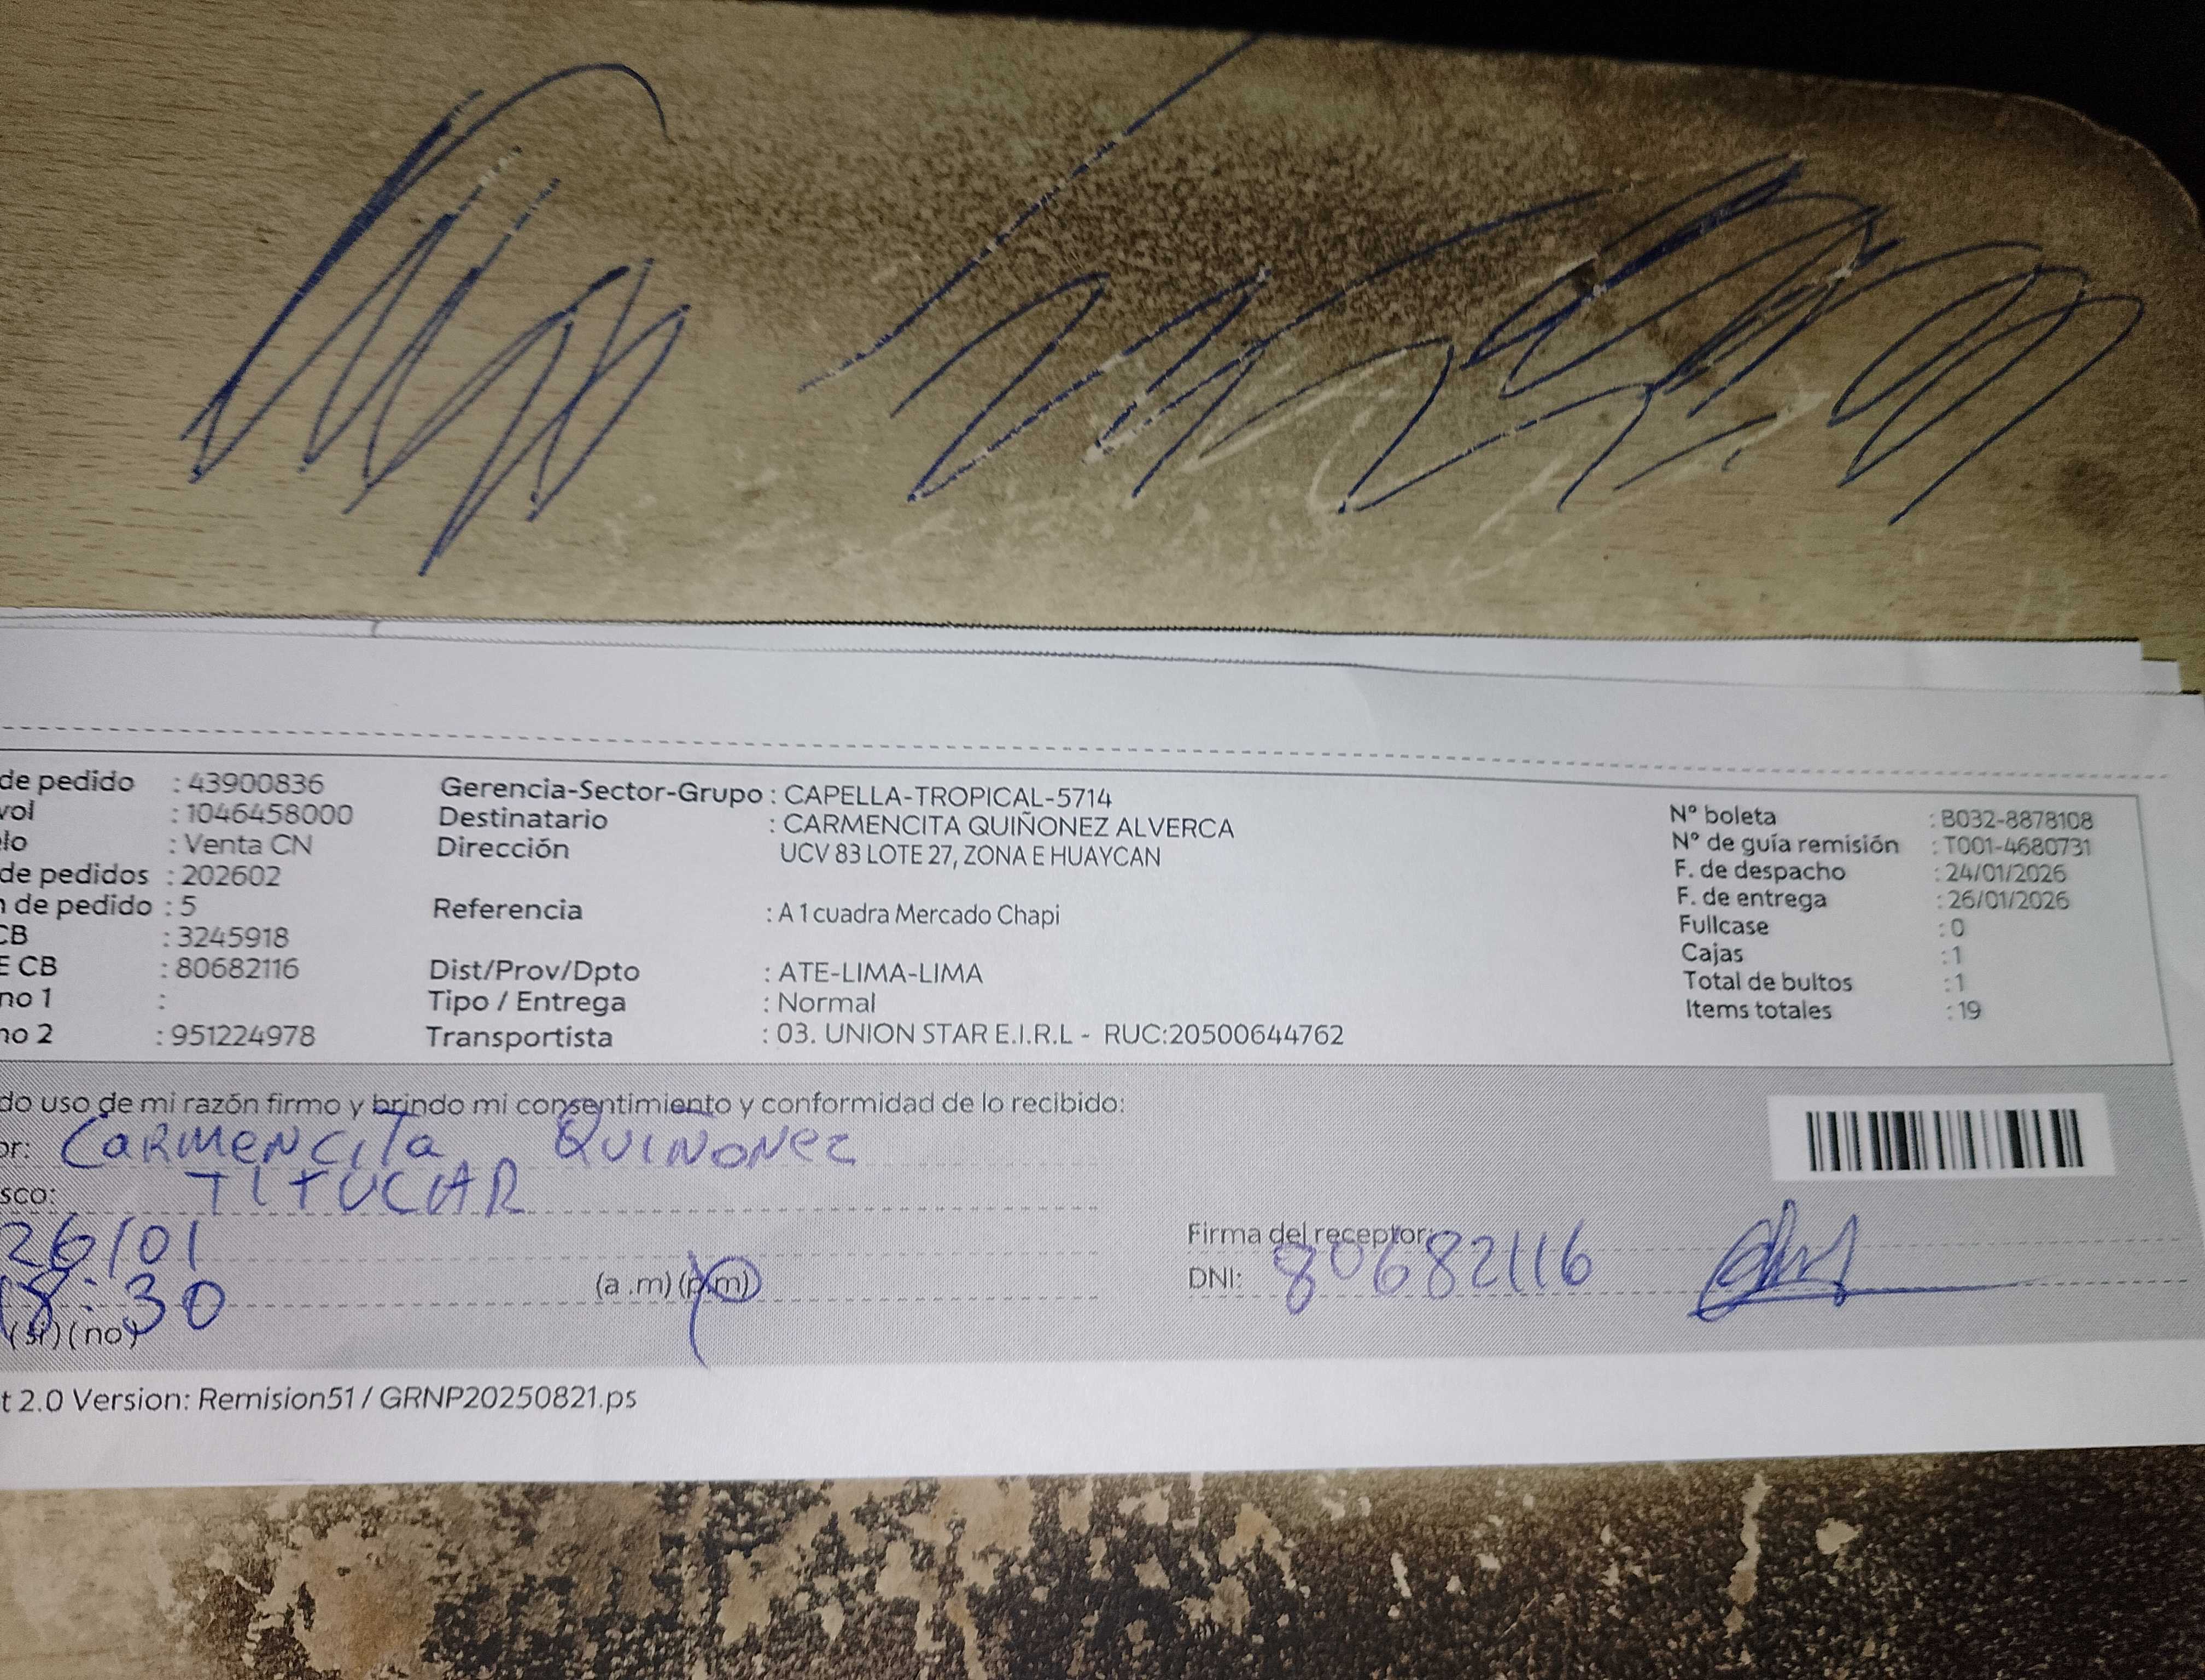 de pedido : 43900836 Gerencia-Sector-Grupo : CAPELLA-TROPICAL-5714 Nº boleta : B032-8878108
vol : 1046458000 Destinatario : CARMENCITA QUIÑONEZ ALVERCA Nº de guía remisión : T001-4680731
lo : Venta CN Dirección UCV 83 LOTE 27, ZONA E HUAYCAN F. de despacho : 24/01/2026
de pedidos : 202602 F. de entrega : 26/01/2026
n de pedido : 5 Referencia : A 1 cuadra Mercado Chapi Fullcase : 0
CB : 3245918 Cajas : 1
E CB : 80682116 Dist/Prov/Dpto : ATE-LIMA-LIMA Total de bultos : 1
no 1 : Tipo / Entrega : Normal Items totales : 19
no 2 : 951224978 Transportista : 03. UNION STAR E.I.R.L - RUC:20500644762
do uso de mi razón firmo y brindo mi consentimiento y conformidad de lo recibido:
or: Carmencita Quiñonez
sco: TITUCIAR
26/01 Firma del receptor:
18:30 (a .m) (p.m) DNI: 80682116
(si) (no)
t 2.0 Version: Remision51 / GRNP20250821.ps